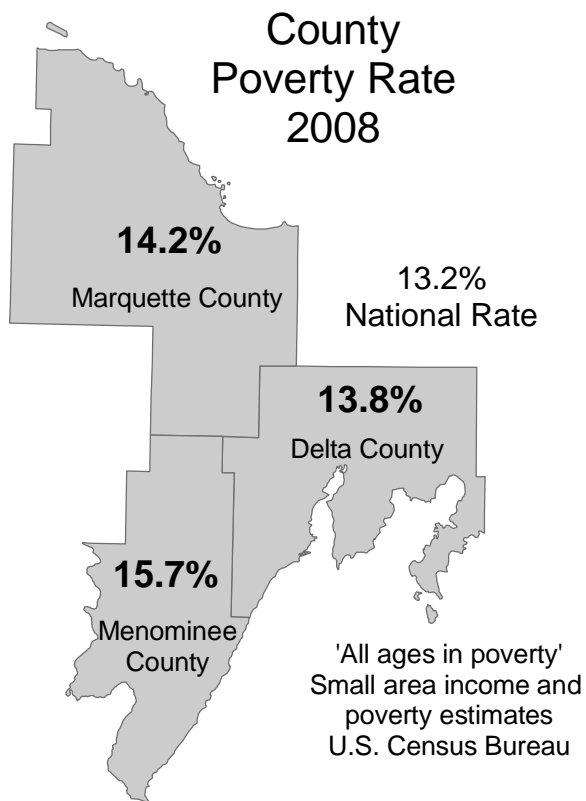 County
Poverty Rate
2008
14.2%
Marquette County
13.2%
National Rate
13.8%
Delta County
15.7%
Menominee
County
'All ages in poverty'
Small area income and
poverty estimates
U.S. Census Bureau